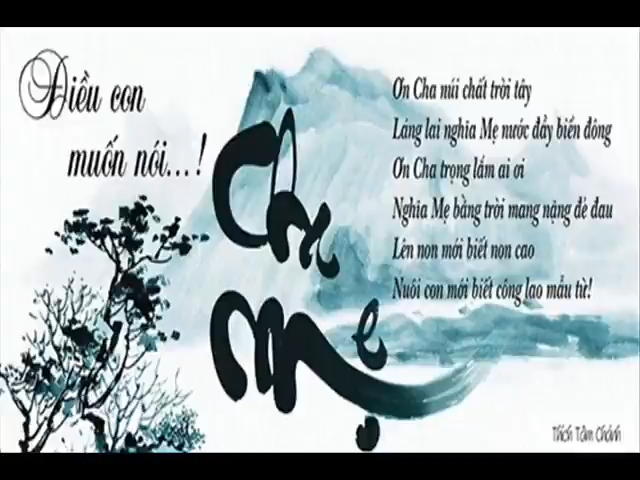 Điều con
muốn nói...!
Cha
Mẹ
Ơn Cha núi chất trời tây
Láng lai nghĩa Mẹ nước đầy biển đông
Ơn Cha trọng lắm ai ơi
Nghĩa Mẹ bằng trời mang nặng đẻ đau
Lên non mới biết non cao
Nuôi con mới biết công lao mẫu từ!
Thích Tâm Chánh